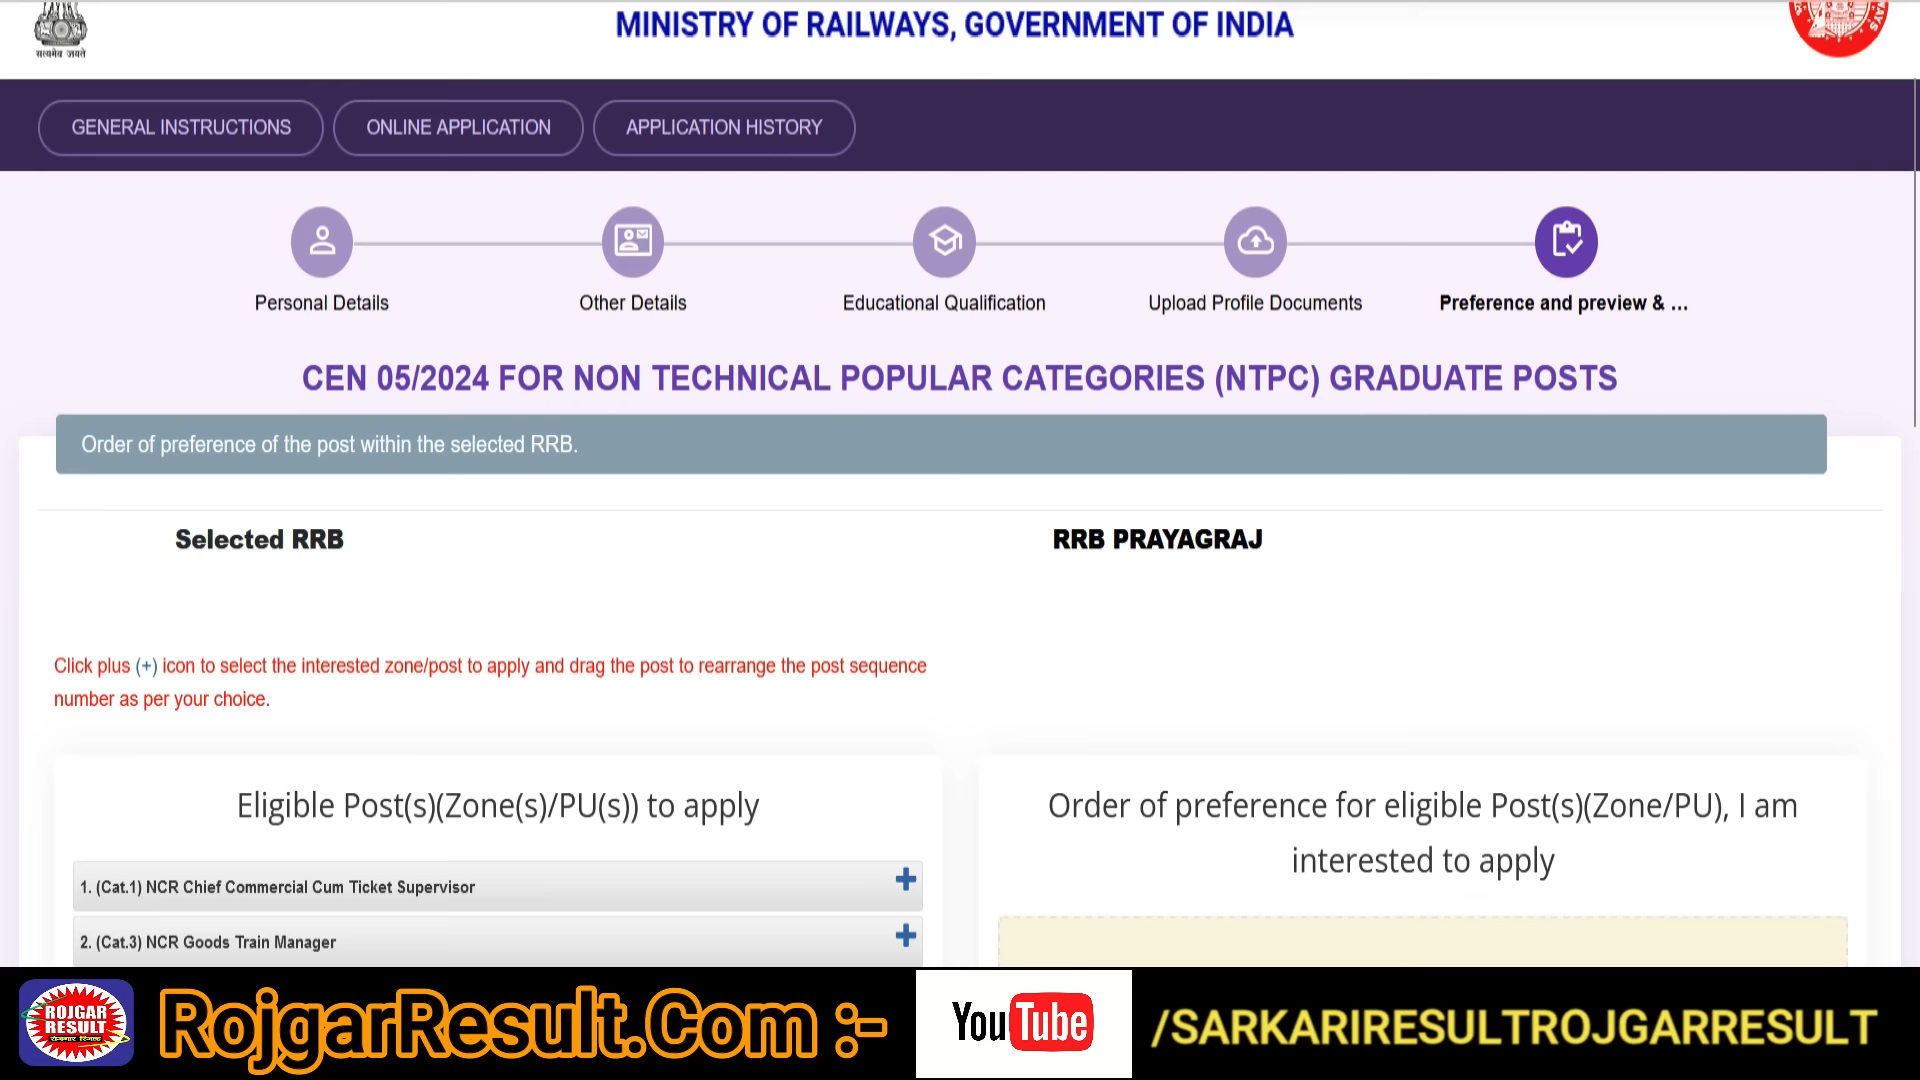 सत्यमेव जयते
MINISTRY OF RAILWAYS, GOVERNMENT OF INDIA
GENERAL INSTRUCTIONS
ONLINE APPLICATION
APPLICATION HISTORY
Personal Details
Other Details
Educational Qualification
Upload Profile Documents
Preference and preview & ...
CEN 05/2024 FOR NON TECHNICAL POPULAR CATEGORIES (NTPC) GRADUATE POSTS
Order of preference of the post within the selected RRB.
Selected RRB
RRB PRAYAGRAJ
Click plus (+) icon to select the interested zone/post to apply and drag the post to rearrange the post sequence
number as per your choice.
Eligible Post(s)(Zone(s)/PU(s)) to apply
1. (Cat.1) NCR Chief Commercial Cum Ticket Supervisor
2. (Cat.3) NCR Goods Train Manager
Order of preference for eligible Post(s)(Zone/PU), I am
interested to apply
ROJGAR
RESULT
रोजगार रिजल्ट
RojgarResult.Com :-
YouTube
/SARKARIRESULTROJGARRESULT